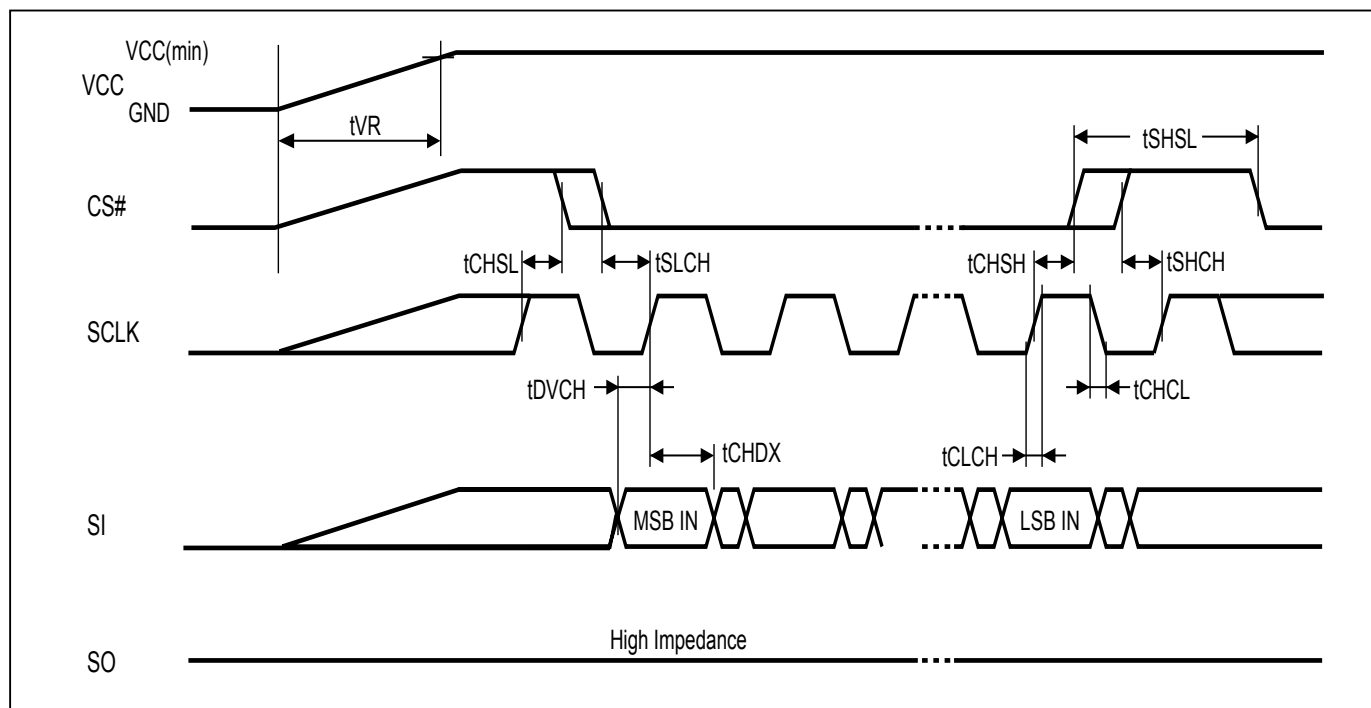 VCC(min)
VCC
GND
tVR
tSHSL
CS#
tCHSL
tSLCH
tCHSH
tSHCH
SCLK
tDVCH
tCHCL
tCHDX
tCLCH
SI
MSB IN
LSB IN
High Impedance
SO